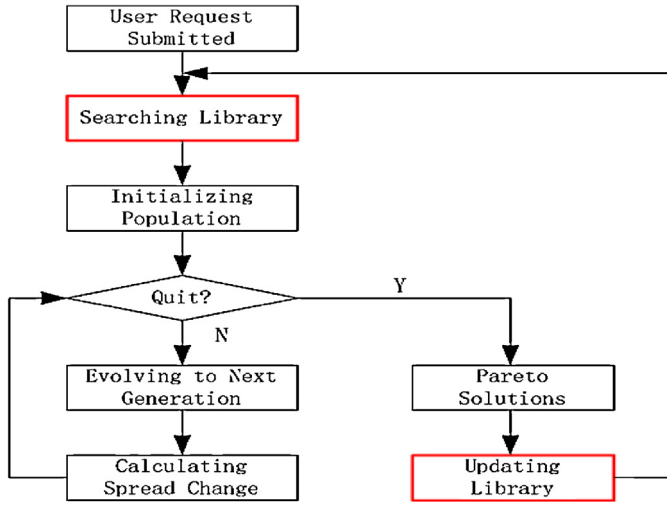 User Request
Submitted
Searching Library
Initializing
Population
Quit?
Y
N
Evolving to Next
Generation
Pareto
Solutions
Calculating
Spread Change
Updating
Library